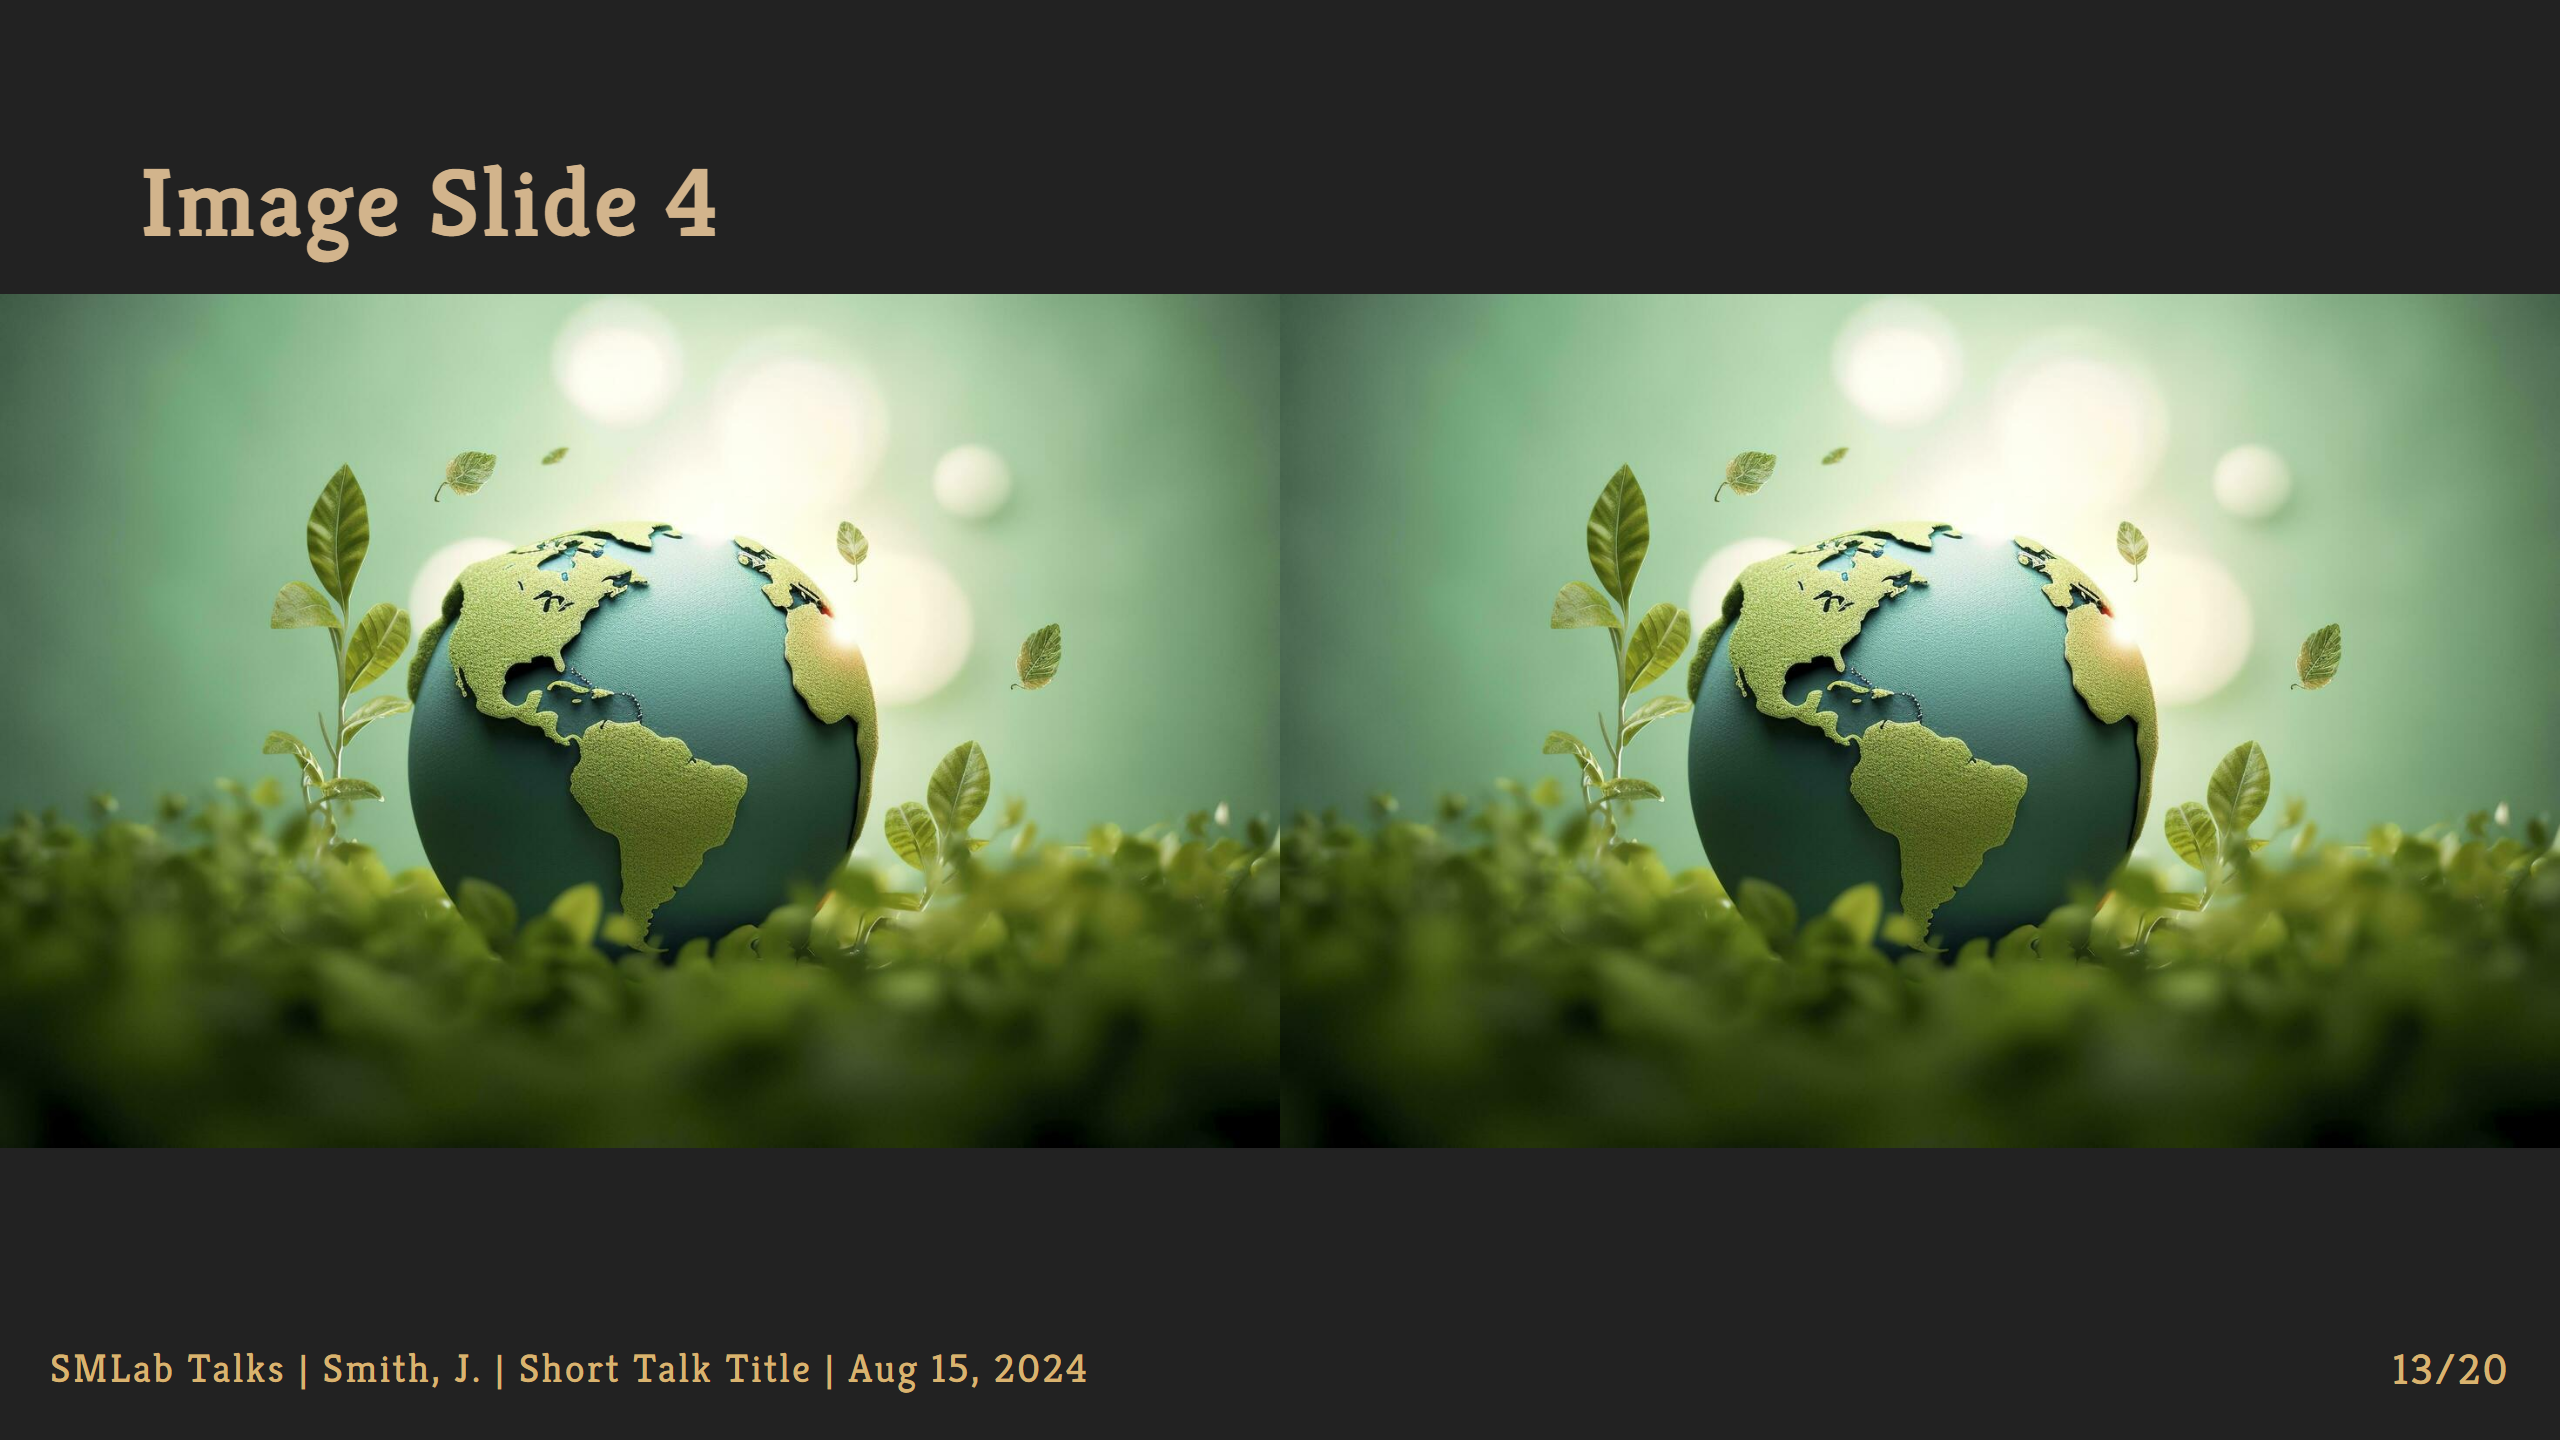 Image Slide 4
SMLab Talks | Smith, J. | Short Talk Title | Aug 15, 2024
13/20